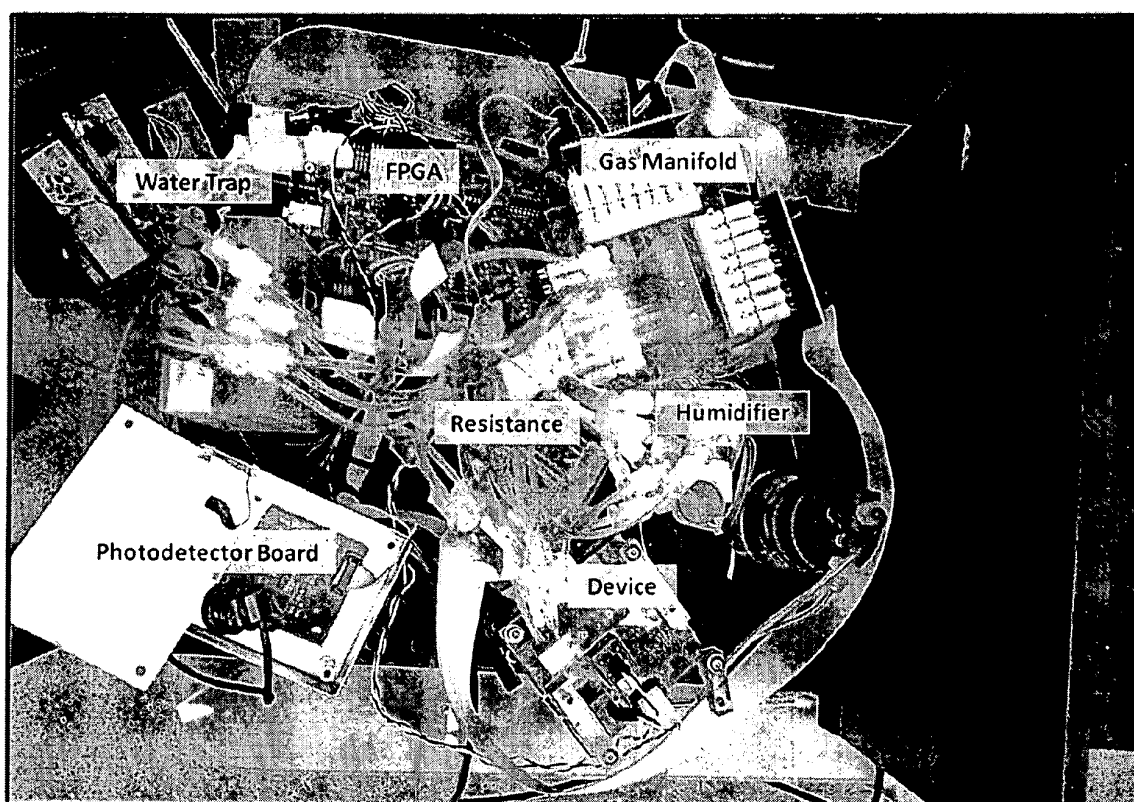 Water Trap
FPGA
Gas Manifold
Resistance
Humidifier
Photodetector Board
Device